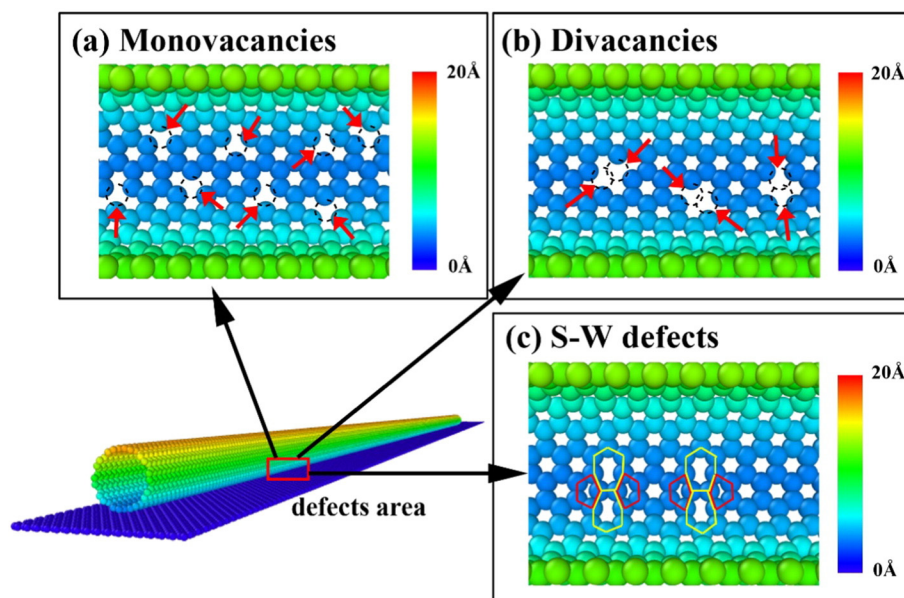 (a) Monovacancies
20Å
0Å
(b) Divacancies
20Å
0Å
(c) S-W defects
20Å
0Å
defects area